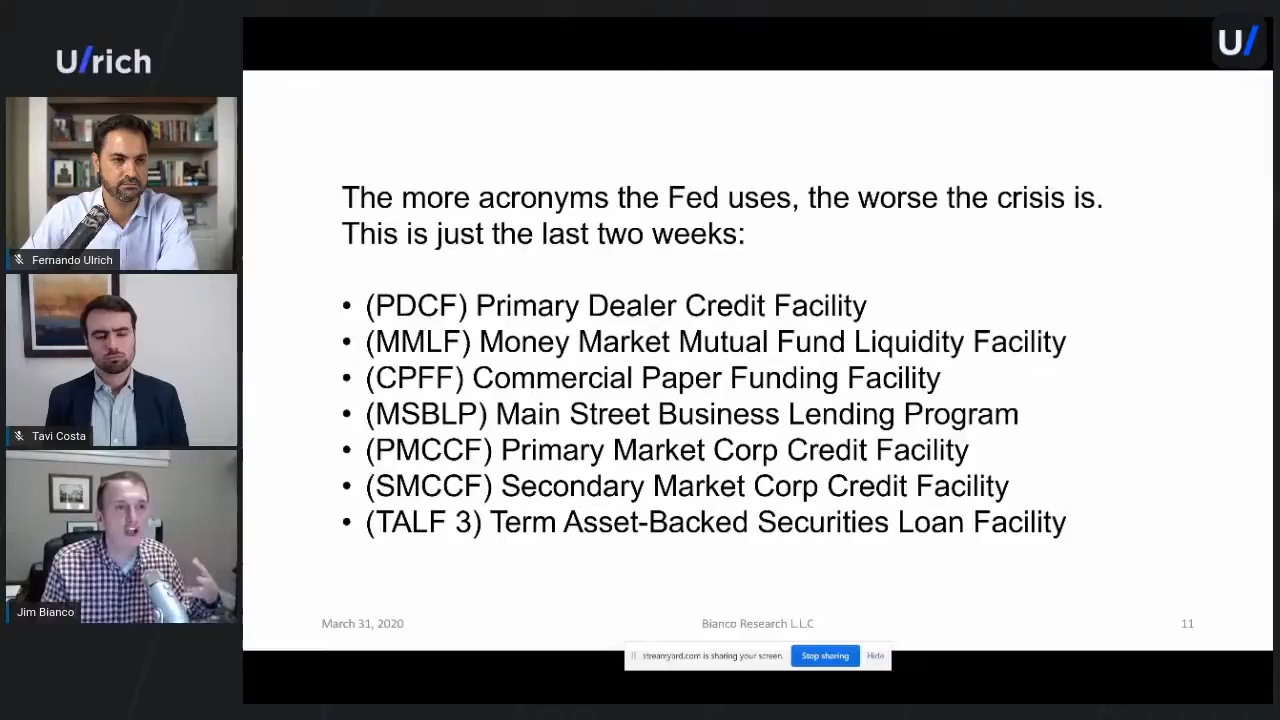 U/rich
U/
Fernando Ulrich
Tavi Costa
Jim Bianco
The more acronyms the Fed uses, the worse the crisis is.
This is just the last two weeks:
• (PDCF) Primary Dealer Credit Facility
• (MMLF) Money Market Mutual Fund Liquidity Facility
• (CPFF) Commercial Paper Funding Facility
• (MSBLP) Main Street Business Lending Program
• (PMCCF) Primary Market Corp Credit Facility
• (SMCCF) Secondary Market Corp Credit Facility
• (TALF 3) Term Asset-Backed Securities Loan Facility
March 31, 2020
Bianco Research L.L.C
11
streamyard.com is sharing your screen.
Stop sharing
Hide